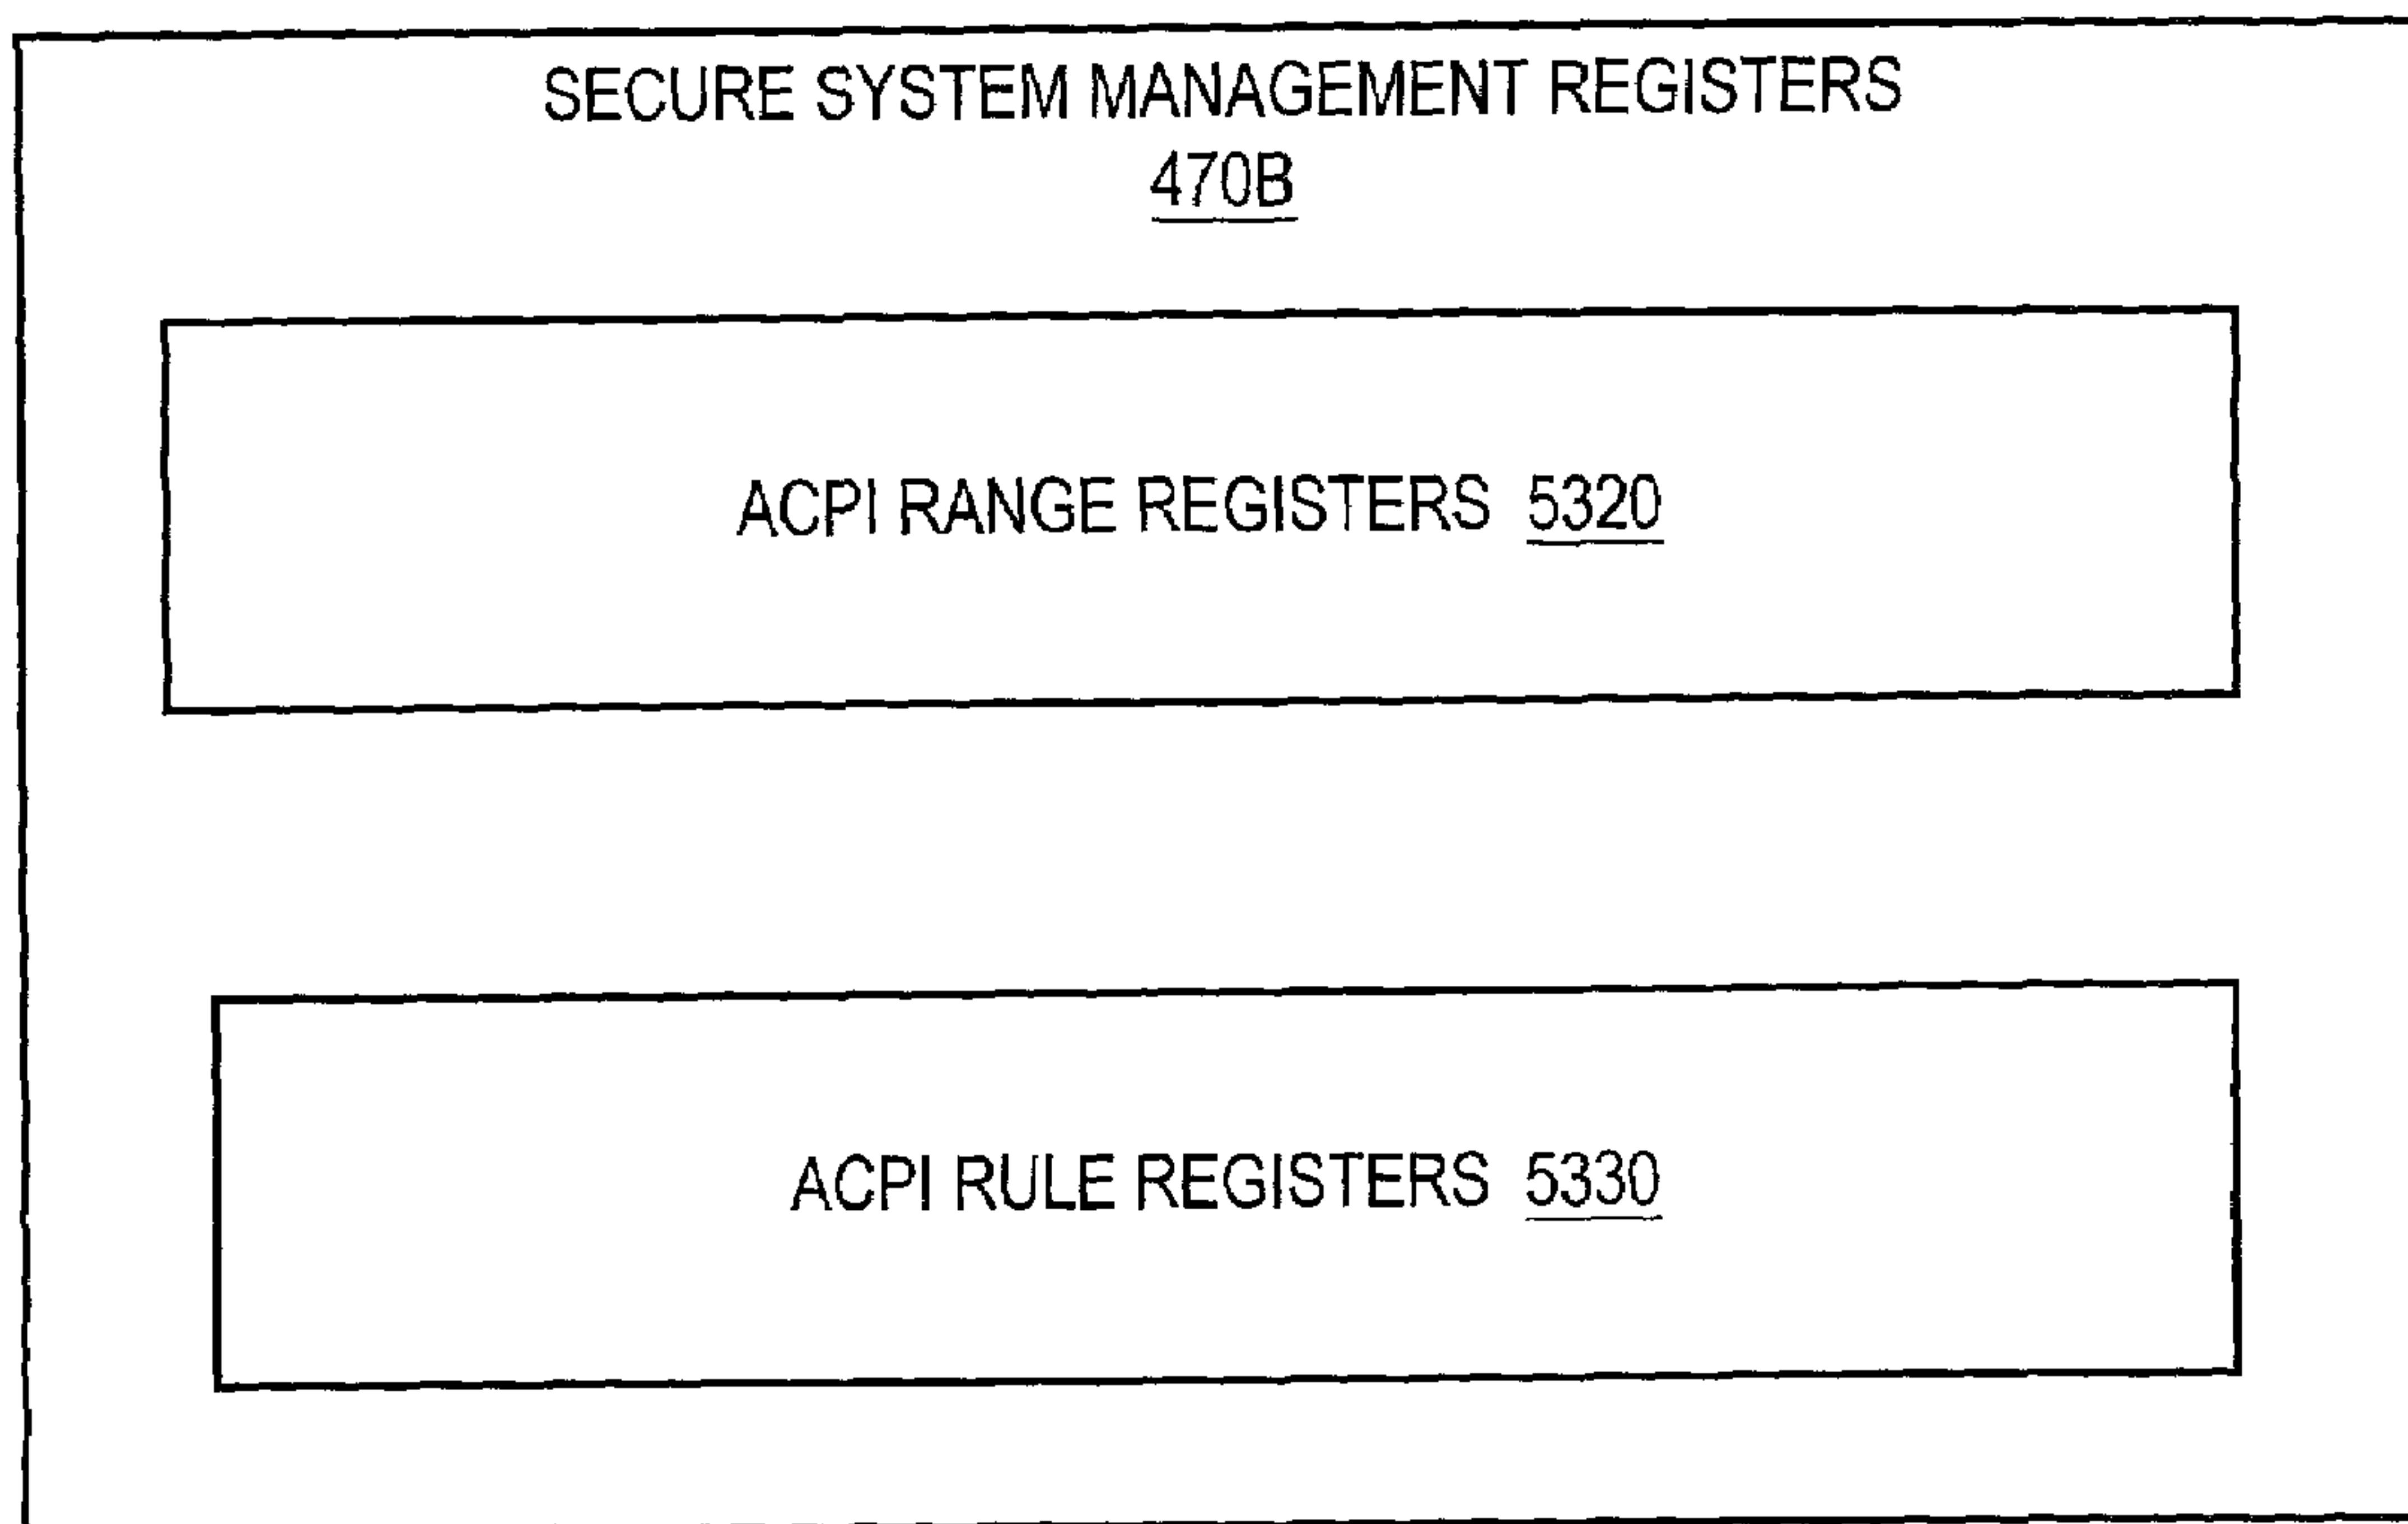 SECURE SYSTEM MANAGEMENT REGISTERS
470B
ACPI RANGE REGISTERS 5320
ACPI RULE REGISTERS 5330